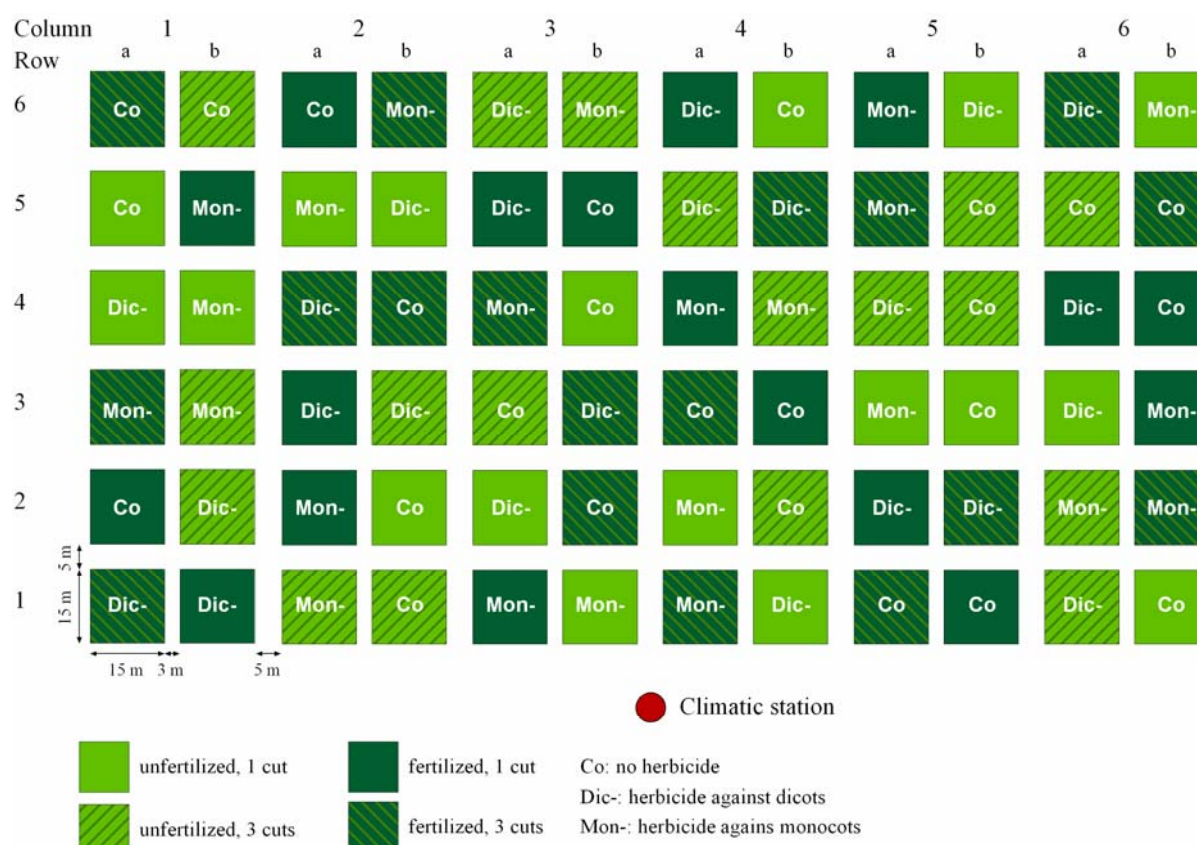 Column 1 2 3 4 5 6
Row a b a b a b a b a b a b
6 Co Co Co Mon- Dic- Mon- Dic- Co Mon- Dic- Dic- Mon-
5 Co Mon- Mon- Dic- Dic- Co Dic- Dic- Mon- Co Co Co
4 Dic- Mon- Dic- Co Mon- Co Mon- Mon- Dic- Co Dic- Co
3 Mon- Mon- Dic- Dic- Co Dic- Co Co Mon- Co Dic- Mon-
2 Co Dic- Mon- Co Dic- Co Mon- Co Dic- Dic- Mon- Mon-
5 m
1 Dic- Dic- Mon- Co Mon- Mon- Mon- Dic- Co Co Dic- Co
15 m
15 m 3 m 5 m
Climatic station
unfertilized, 1 cut fertilized, 1 cut Co: no herbicide
Dic-: herbicide against dicots
unfertilized, 3 cuts fertilized, 3 cuts Mon-: herbicide agains monocots